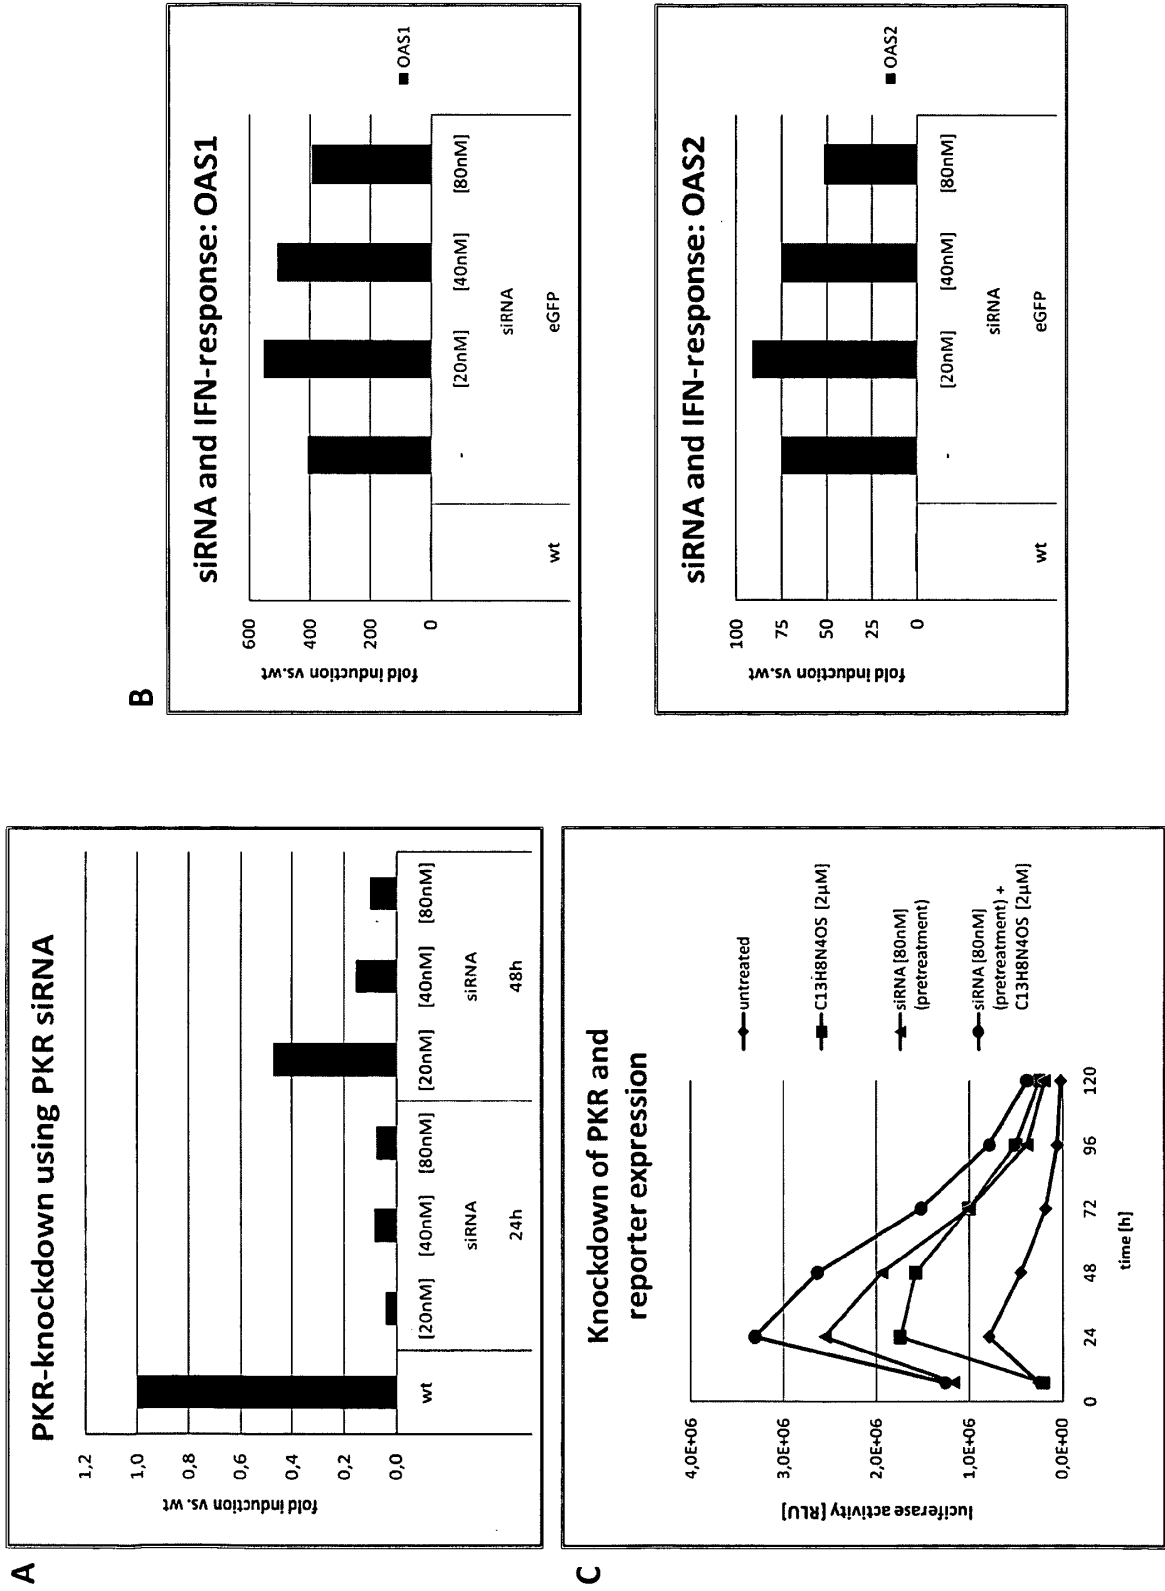 A
PKR-knockdown using PKR siRNA
fold induction vs. wt
1,2
1,0
0,8
0,6
0,4
0,2
0,0
wt
[20nM] [40nM] [80nM] [20nM] [40nM] [80nM]
siRNA siRNA
24h 48h
B
siRNA and IFN-response: OAS1
fold induction vs.wt
600
400
200
0
- [20nM] [40nM] [80nM]
siRNA
wt eGFP
OAS1
siRNA and IFN-response: OAS2
fold induction vs.wt
100
75
50
25
0
- [20nM] [40nM] [80nM]
siRNA
wt eGFP
OAS2
C
Knockdown of PKR and
reporter expression
luciferase activity [RLU]
4,0E+06
3,0E+06
2,0E+06
1,0E+06
0,0E+00
0 24 48 72 96 120
time [h]
untreated
C13H8N4OS [2µM]
siRNA [80nM]
(pretreatment)
siRNA [80nM]
(pretreatment) +
C13H8N4OS [2µM]